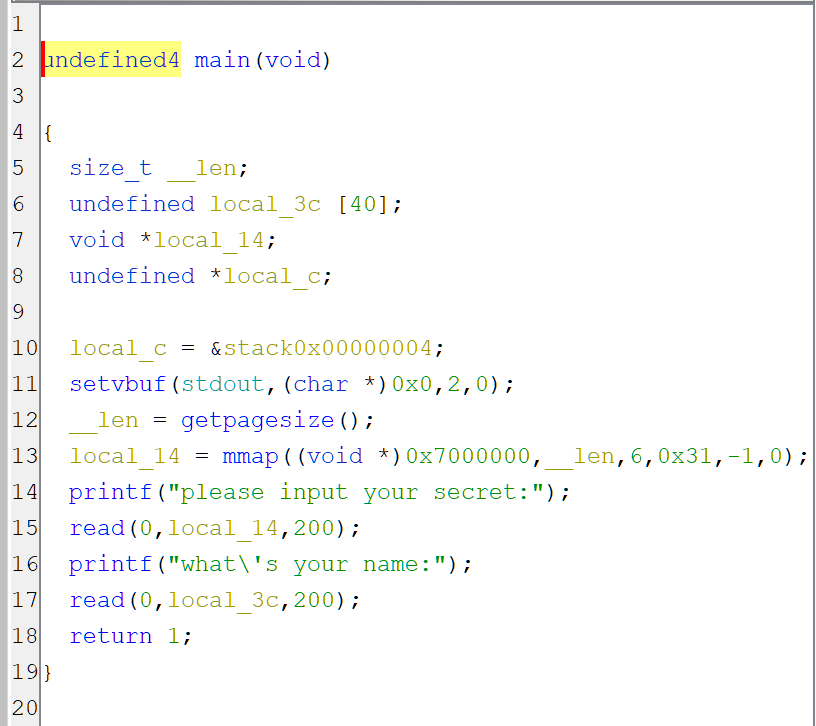 1
2 undefined4 main(void)
3
4 {
5 size_t __len;
6 undefined local_3c [40];
7 void *local_14;
8 undefined *local_c;
9
10 local_c = &stack0x00000004;
11 setvbuf(stdout,(char *)0x0,2,0);
12 __len = getpagesize();
13 local_14 = mmap((void *)0x7000000,__len,6,0x31,-1,0);
14 printf("please input your secret:");
15 read(0,local_14,200);
16 printf("what\'s your name:");
17 read(0,local_3c,200);
18 return 1;
19 }
20